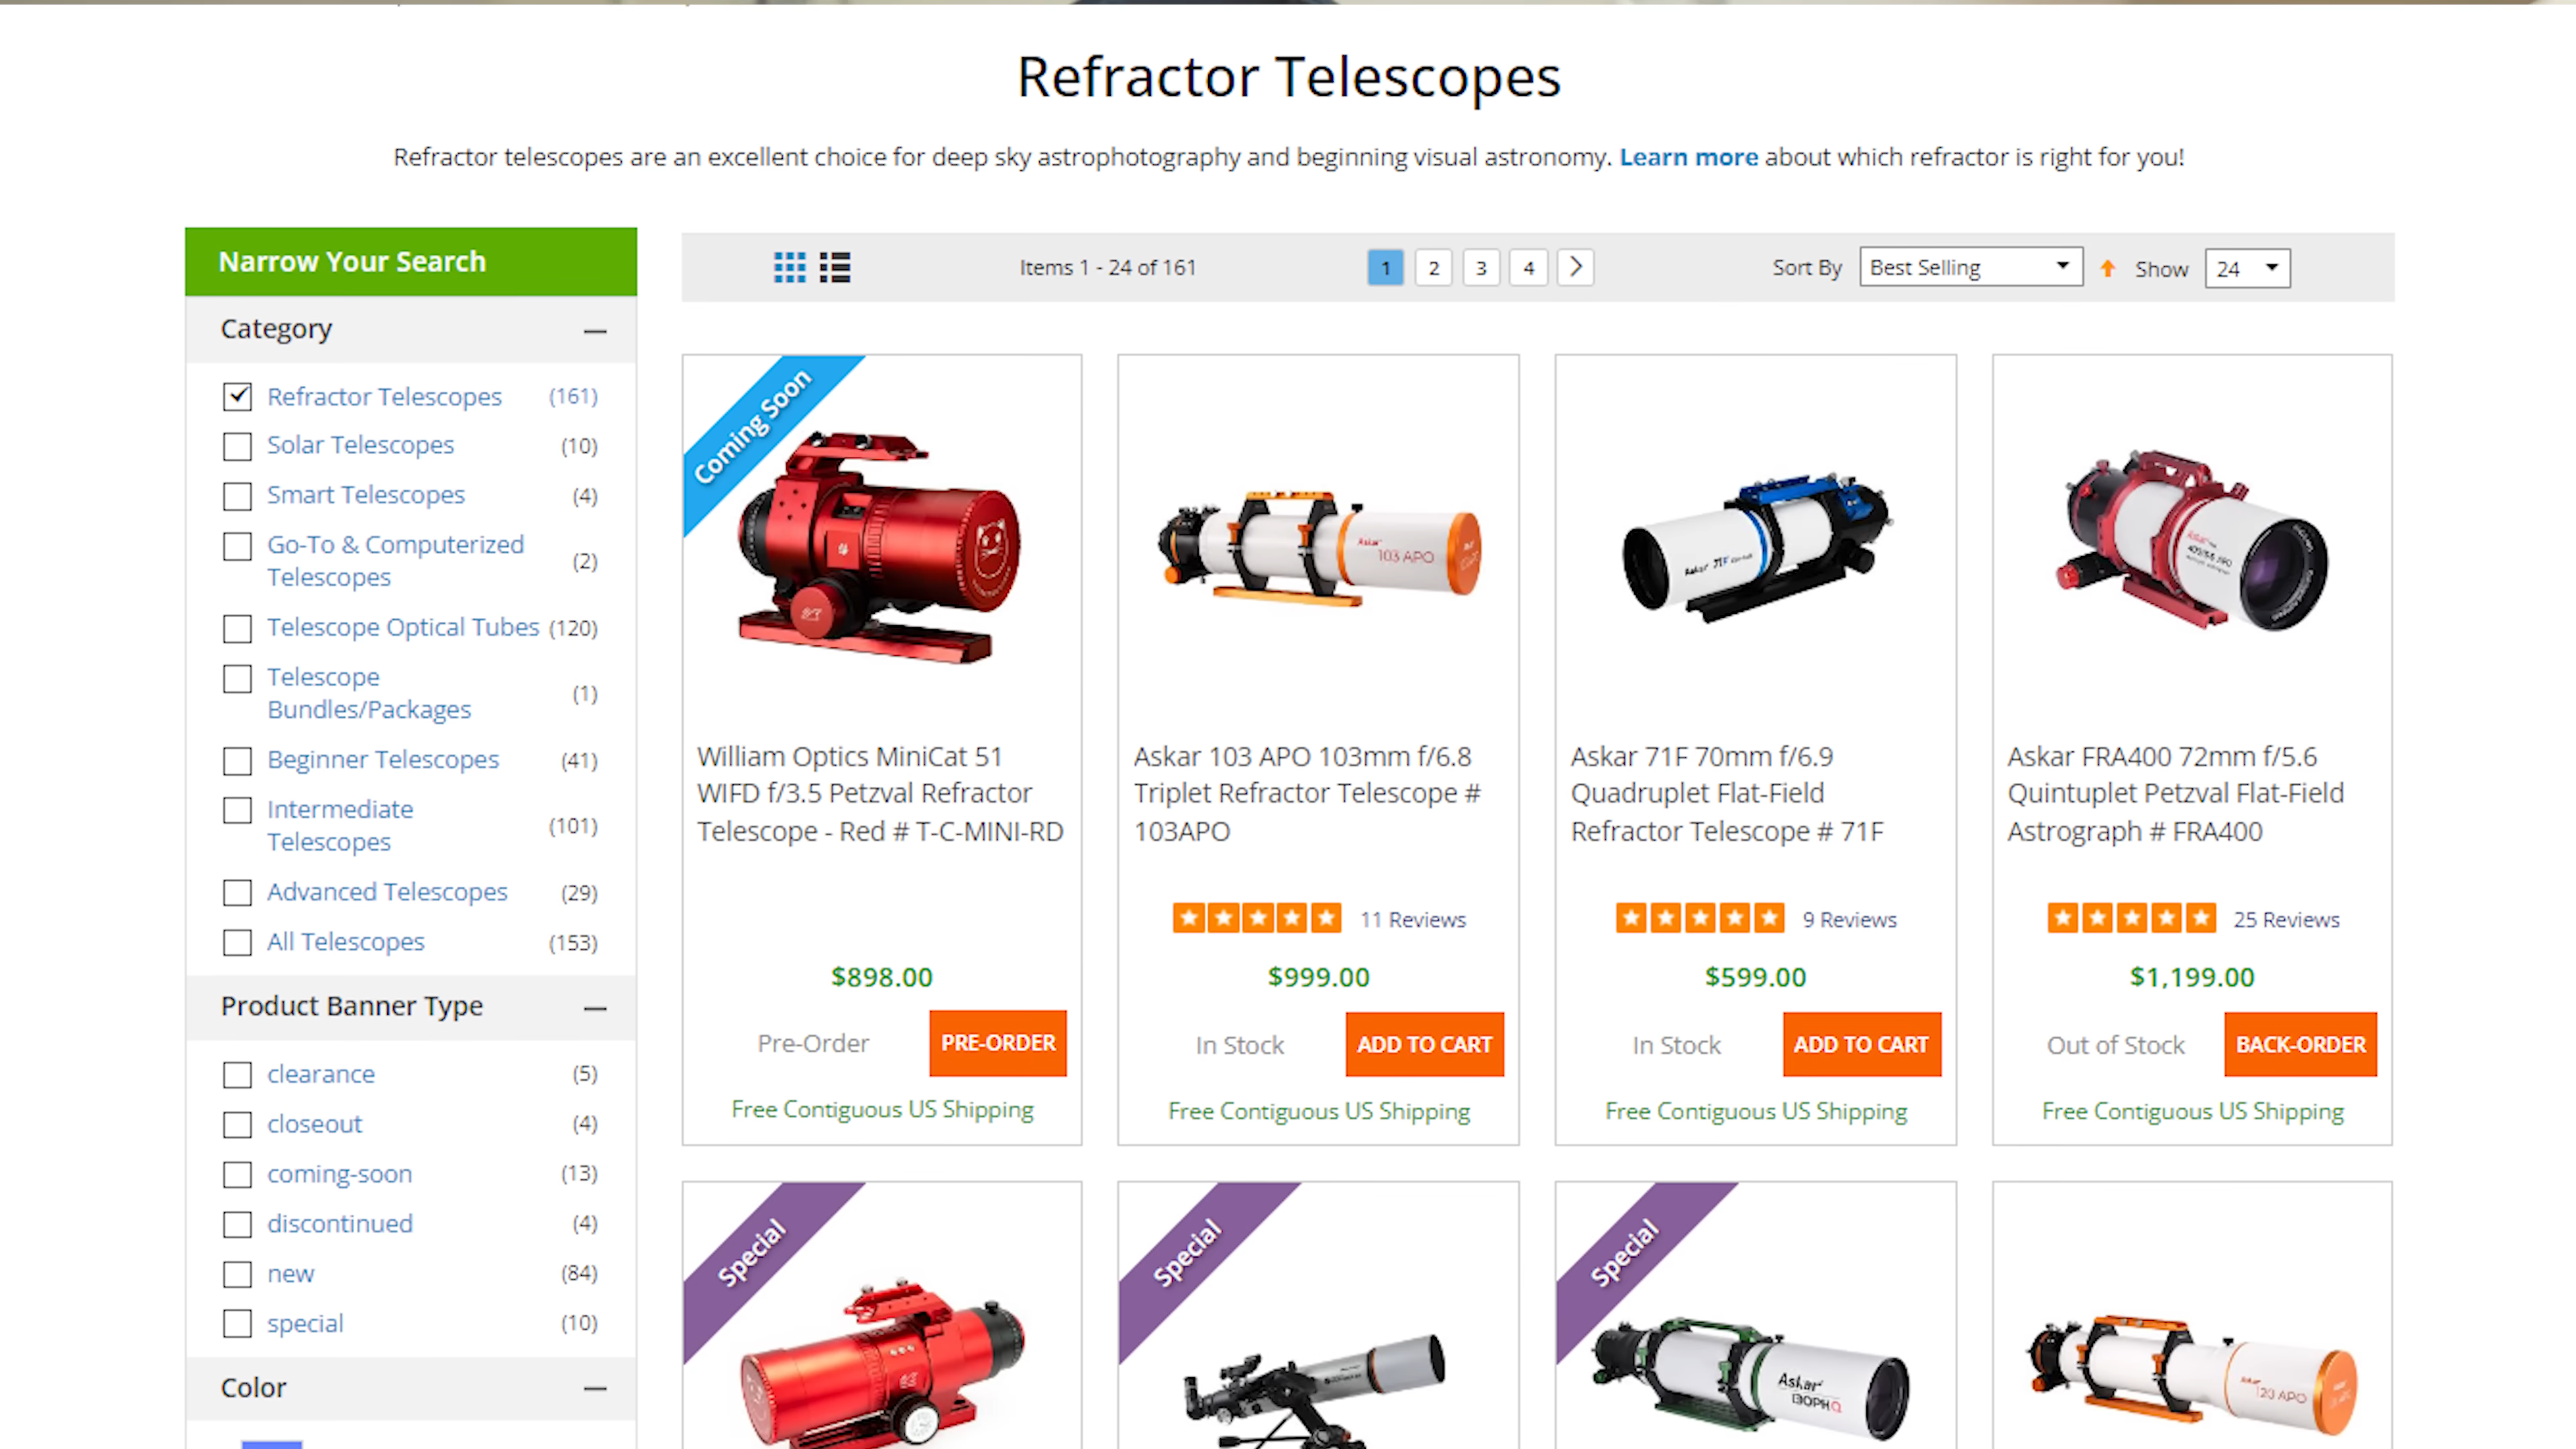 Refractor Telescopes
Refractor telescopes are an excellent choice for deep sky astrophotography and beginning visual astronomy. Learn more about which refractor is right for you!
Narrow Your Search
Category
Refractor Telescopes (161)
Solar Telescopes (10)
Smart Telescopes (4)
Go-To & Computerized
Telescopes (2)
Telescope Optical Tubes (120)
Telescope
Bundles/Packages (1)
Beginner Telescopes (41)
Intermediate
Telescopes (101)
Advanced Telescopes (29)
All Telescopes (153)
Product Banner Type
clearance (5)
closeout (4)
coming-soon (13)
discontinued (4)
new (84)
special (10)
Color
Items 1 - 24 of 161
1 2 3 4
Sort By Best Selling Show 24
Coming Soon
William Optics MiniCat 51
WIFD f/3.5 Petzval Refractor
Telescope - Red # T-C-MINI-RD
$898.00
Pre-Order PRE-ORDER
Free Contiguous US Shipping
Askar
103 APO
Askar 103 APO 103mm f/6.8
Triplet Refractor Telescope #
103APO
11 Reviews
$999.00
In Stock ADD TO CART
Free Contiguous US Shipping
Askar 71F
Askar 71F 70mm f/6.9
Quadruplet Flat-Field
Refractor Telescope # 71F
9 Reviews
$599.00
In Stock ADD TO CART
Free Contiguous US Shipping
Askar
Askar FRA400 72mm f/5.6
Quintuplet Petzval Flat-Field
Astrograph # FRA400
25 Reviews
$1,199.00
Out of Stock BACK-ORDER
Free Contiguous US Shipping
Special
Special
Special
Askar
130PHQ
120 APO